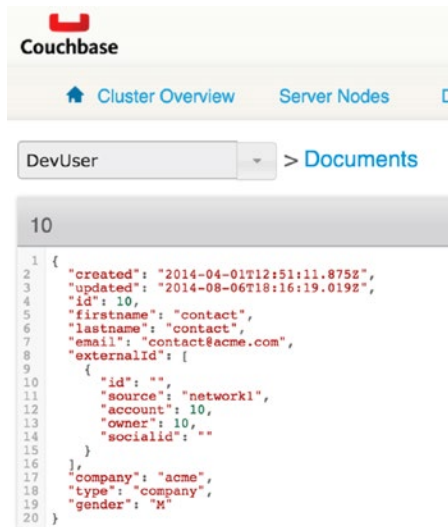 Couchbase
Cluster Overview Server Nodes D
DevUser > Documents
10
1 {
2 "created": "2014-04-01T12:51:11.875Z",
3 "updated": "2014-08-06T18:16:19.019Z",
4 "id": 10,
5 "firstname": "contact",
6 "lastname": "contact",
7 "email": "contact@acme.com",
8 "externalId": [
9 {
10 "id": "",
11 "source": "network1",
12 "account": 10,
13 "owner": 10,
14 "socialid": ""
15 }
16 ],
17 "company": "acme",
18 "type": "company",
19 "gender": "M"
20 }